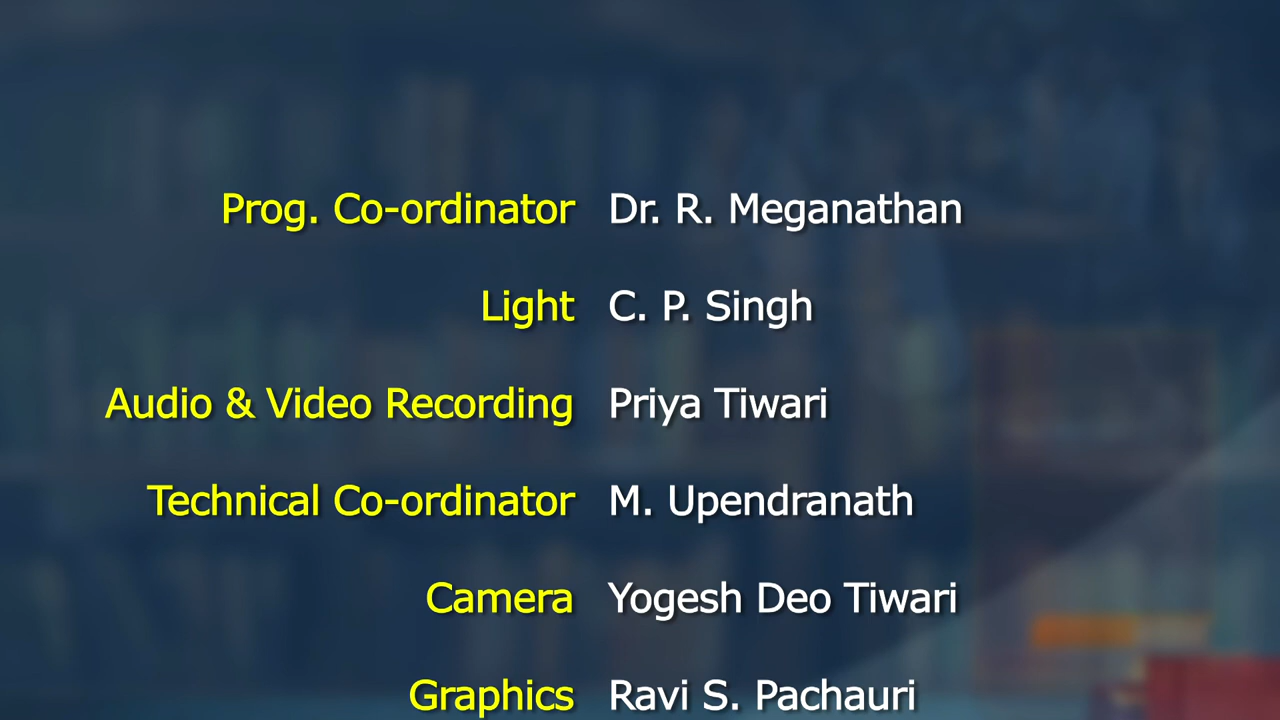 Prog. Co-ordinator Dr. R. Meganathan
Light C. P. Singh
Audio & Video Recording Priya Tiwari
Technical Co-ordinator M. Upendranath
Camera Yogesh Deo Tiwari
Graphics Ravi S. Pachauri